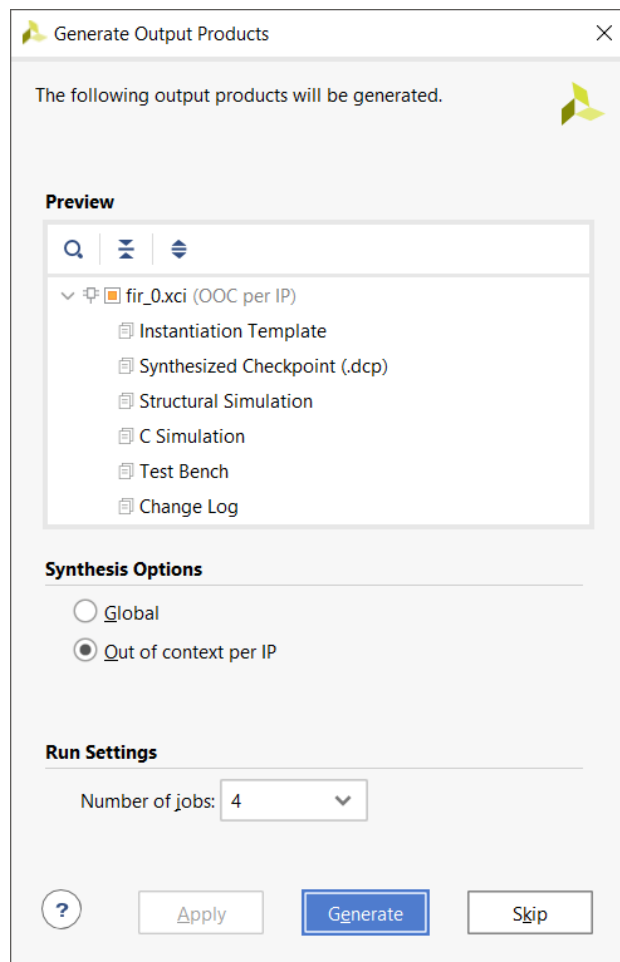 Generate Output Products
The following output products will be generated.
Preview
fir_0.xci (OOC per IP)
Instantiation Template
Synthesized Checkpoint (.dcp)
Structural Simulation
C Simulation
Test Bench
Change Log
Synthesis Options
Global
Out of context per IP
Run Settings
Number of jobs: 4
? Apply Generate Skip